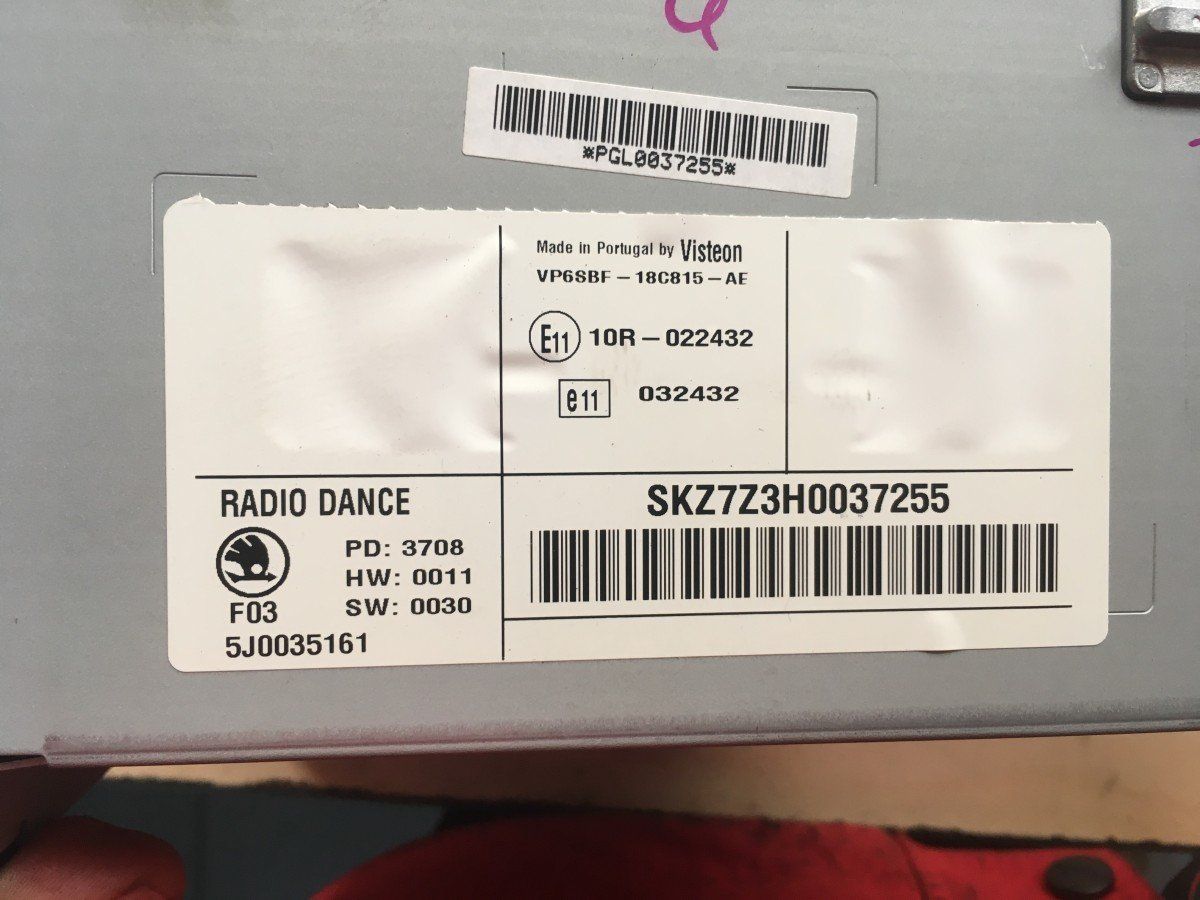 *PGL0037255*
Made in Portugal by Visteon
VP6SBF-18C815-AE
E11 10R-022432
e11 032432
RADIO DANCE
SKZ7Z3H0037255
PD: 3708
HW: 0011
F03 SW: 0030
5J0035161